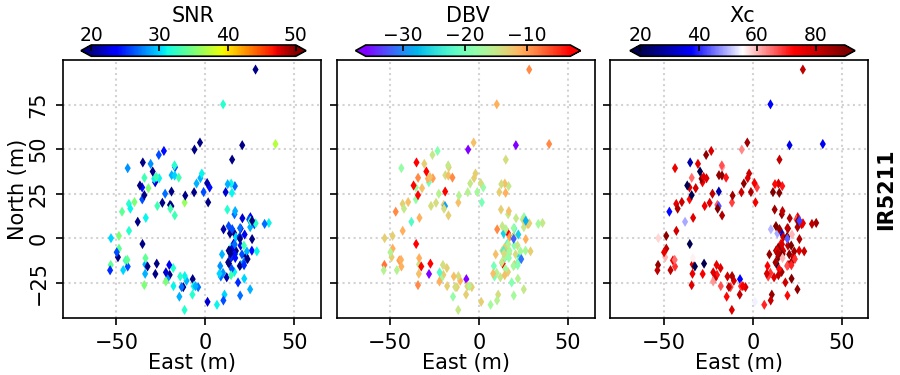 SNR DBV Xc
20 30 40 50 −30 −20 −10 20 40 60 80
75
50
25
0
−25
North (m)
−50 0 50 −50 0 50 −50 0 50
East (m) East (m) East (m)
IR5211